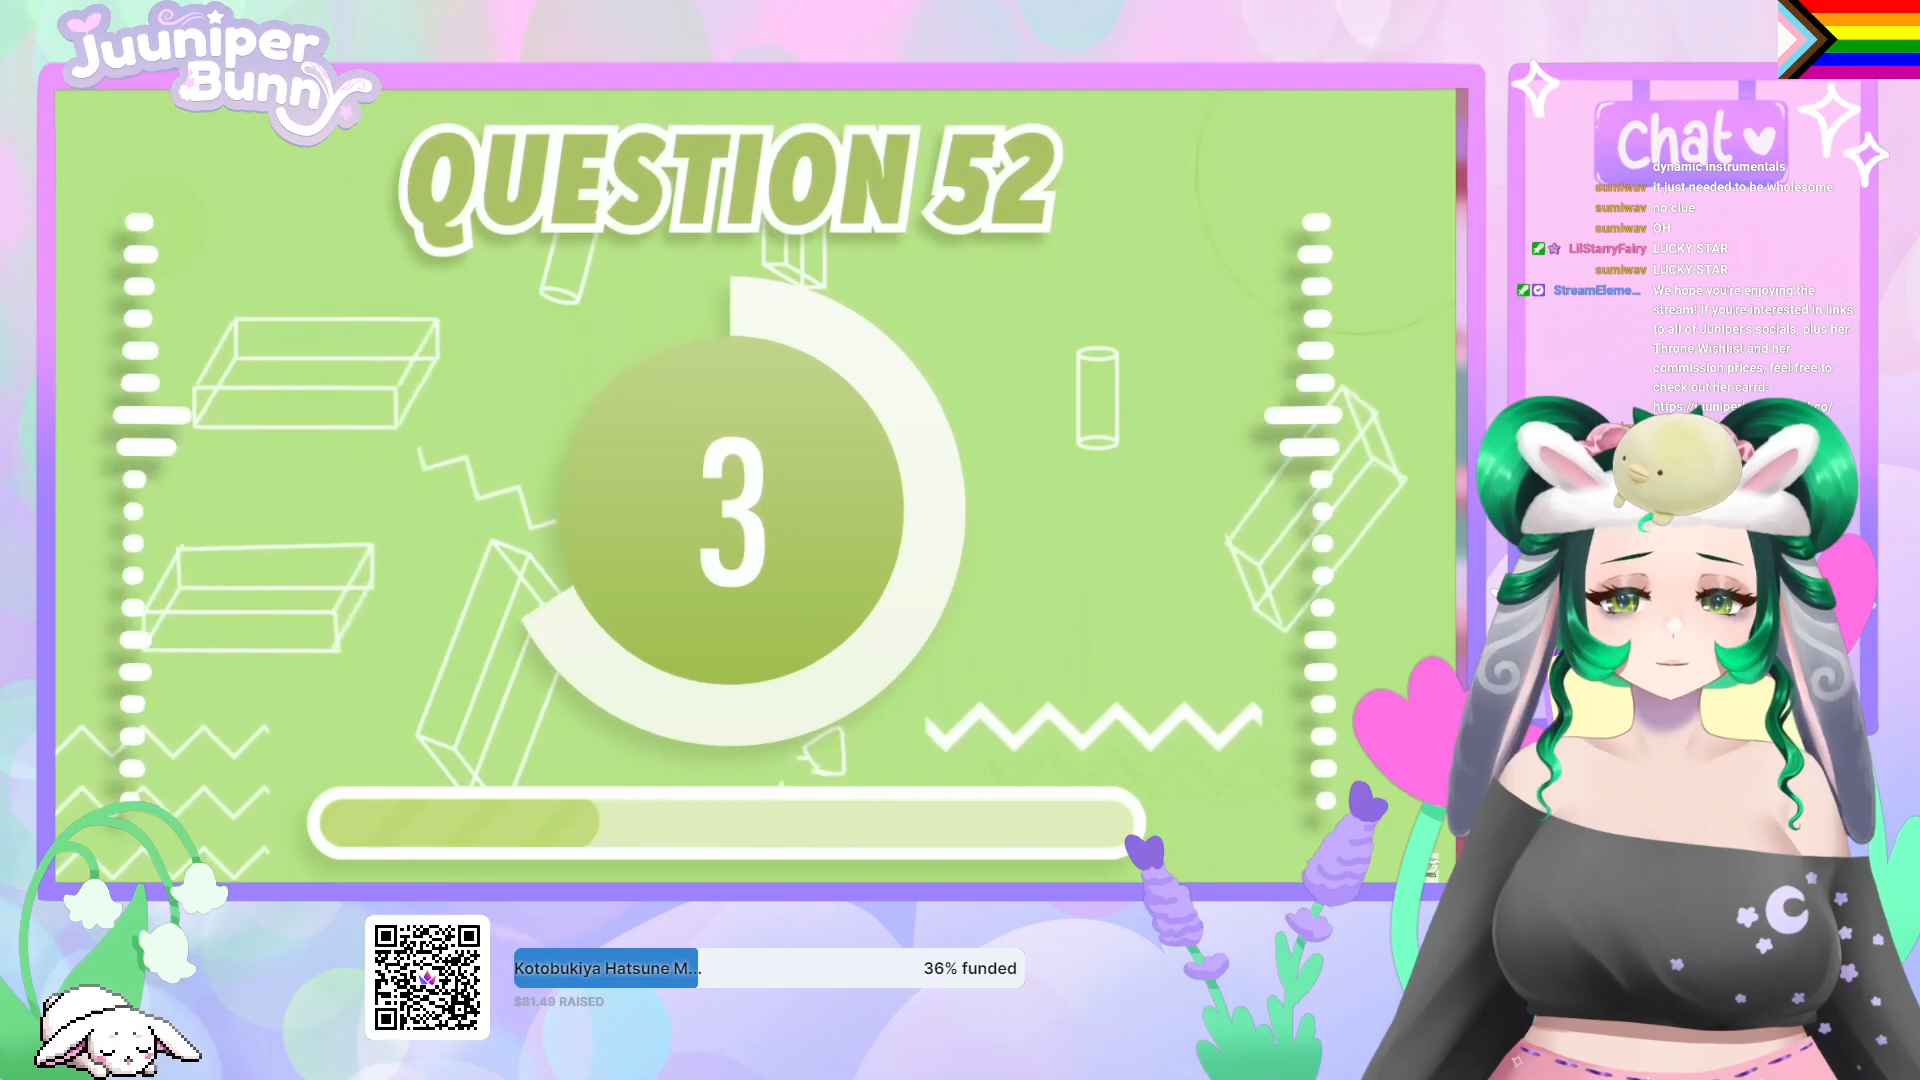 Juuniper
Bunny
QUESTION 52
3
Chat
dynamic instrumentals
sumiwav it just needed to be wholesome
sumiwav no clue
sumiwav OH
LilStarryFairy LUCKY STAR
sumiwav LUCKY STAR
StreamEleme... We hope you're enjoying the
stream! If you're interested in links
to all of Juniper's socials, plus her
Throne Wishlist and her
commission prices, feel free to
check out her carrd:
Kotobukiya Hatsune M...
36% funded
$81.49 RAISED